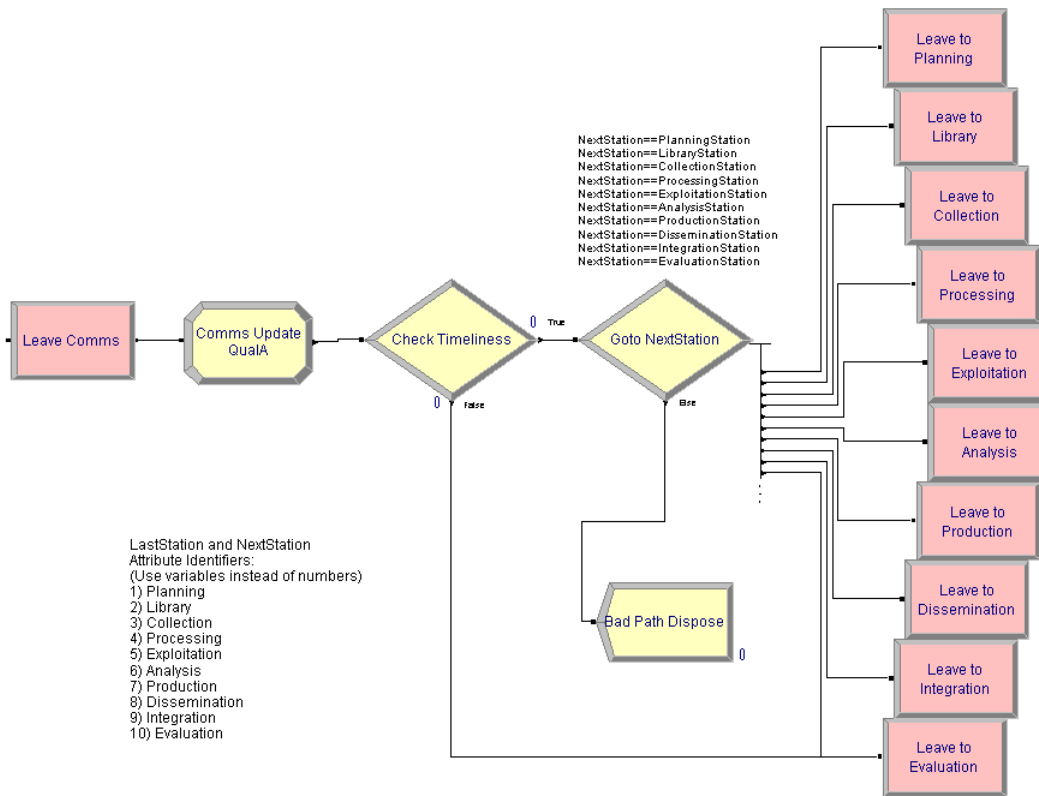 Leave to
Planning
Leave to
Library
NextStation==PlanningStation
NextStation==LibraryStation
NextStation==CollectionStation
NextStation==ProcessingStation
NextStation==ExploitationStation
NextStation==AnalysisStation
NextStation==ProductionStation
NextStation==DisseminationStation
NextStation==IntegrationStation
NextStation==EvaluationStation
Leave to
Collection
Leave to
Processing
Leave Comms
Comms Update
QualA
Check Timeliness
0 True
0 False
Goto NextStation
Else
Leave to
Exploitation
Leave to
Analysis
Leave to
Production
LastStation and NextStation
Attribute Identifiers:
(Use variables instead of numbers)
1) Planning
2) Library
3) Collection
4) Processing
5) Exploitation
6) Analysis
7) Production
8) Dissemination
9) Integration
10) Evaluation
Bad Path Dispose
0
Leave to
Dissemination
Leave to
Integration
Leave to
Evaluation